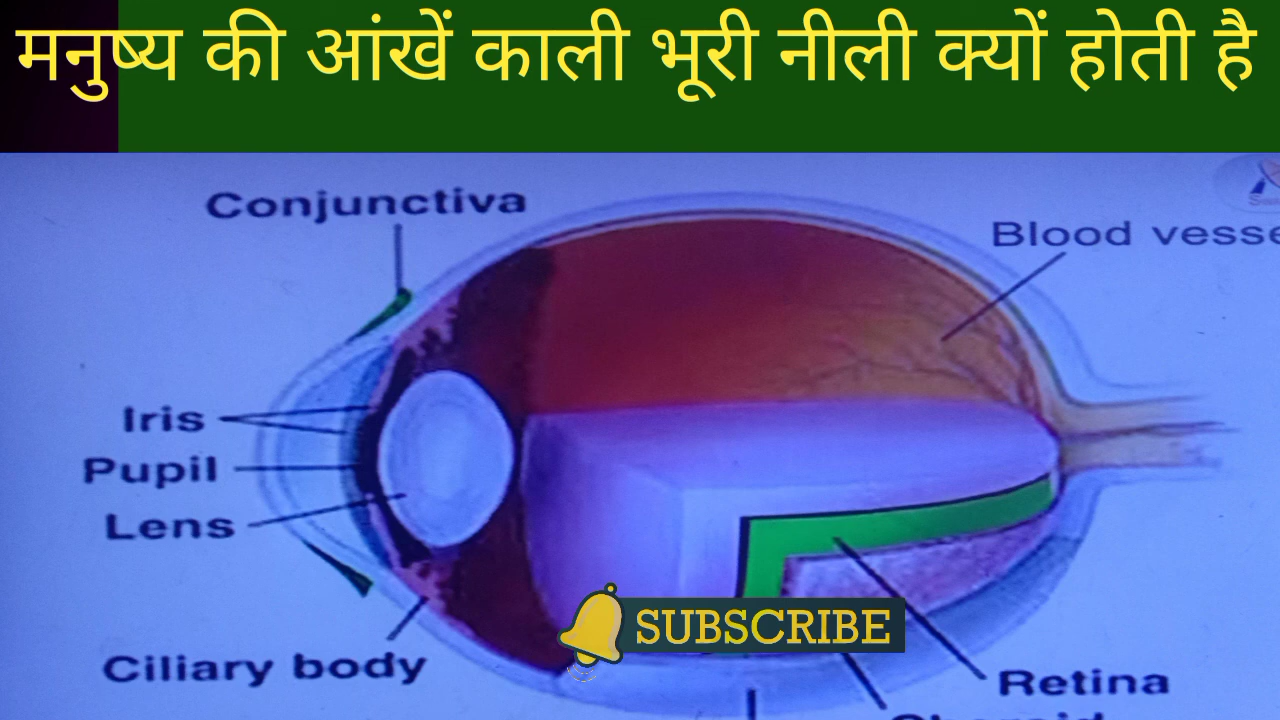 मनुष्य की आंखें काली भूरी नीली क्यों होती है
Conjunctiva
Blood vesse
Iris
Pupil
Lens
SUBSCRIBE
Ciliary body
Retina